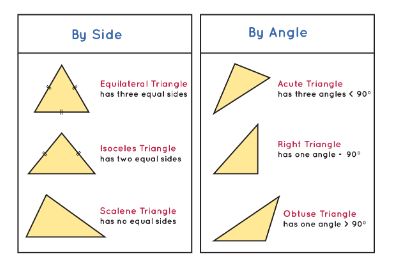 By Side
Equilateral Triangle
has three equal sides
Isoceles Triangle
has two equal sides
Scalene Triangle
has no equal sides
By Angle
Acute Triangle
has three angles < 90°
Right Triangle
has one angle = 90°
Obtuse Triangle
has one angle > 90°